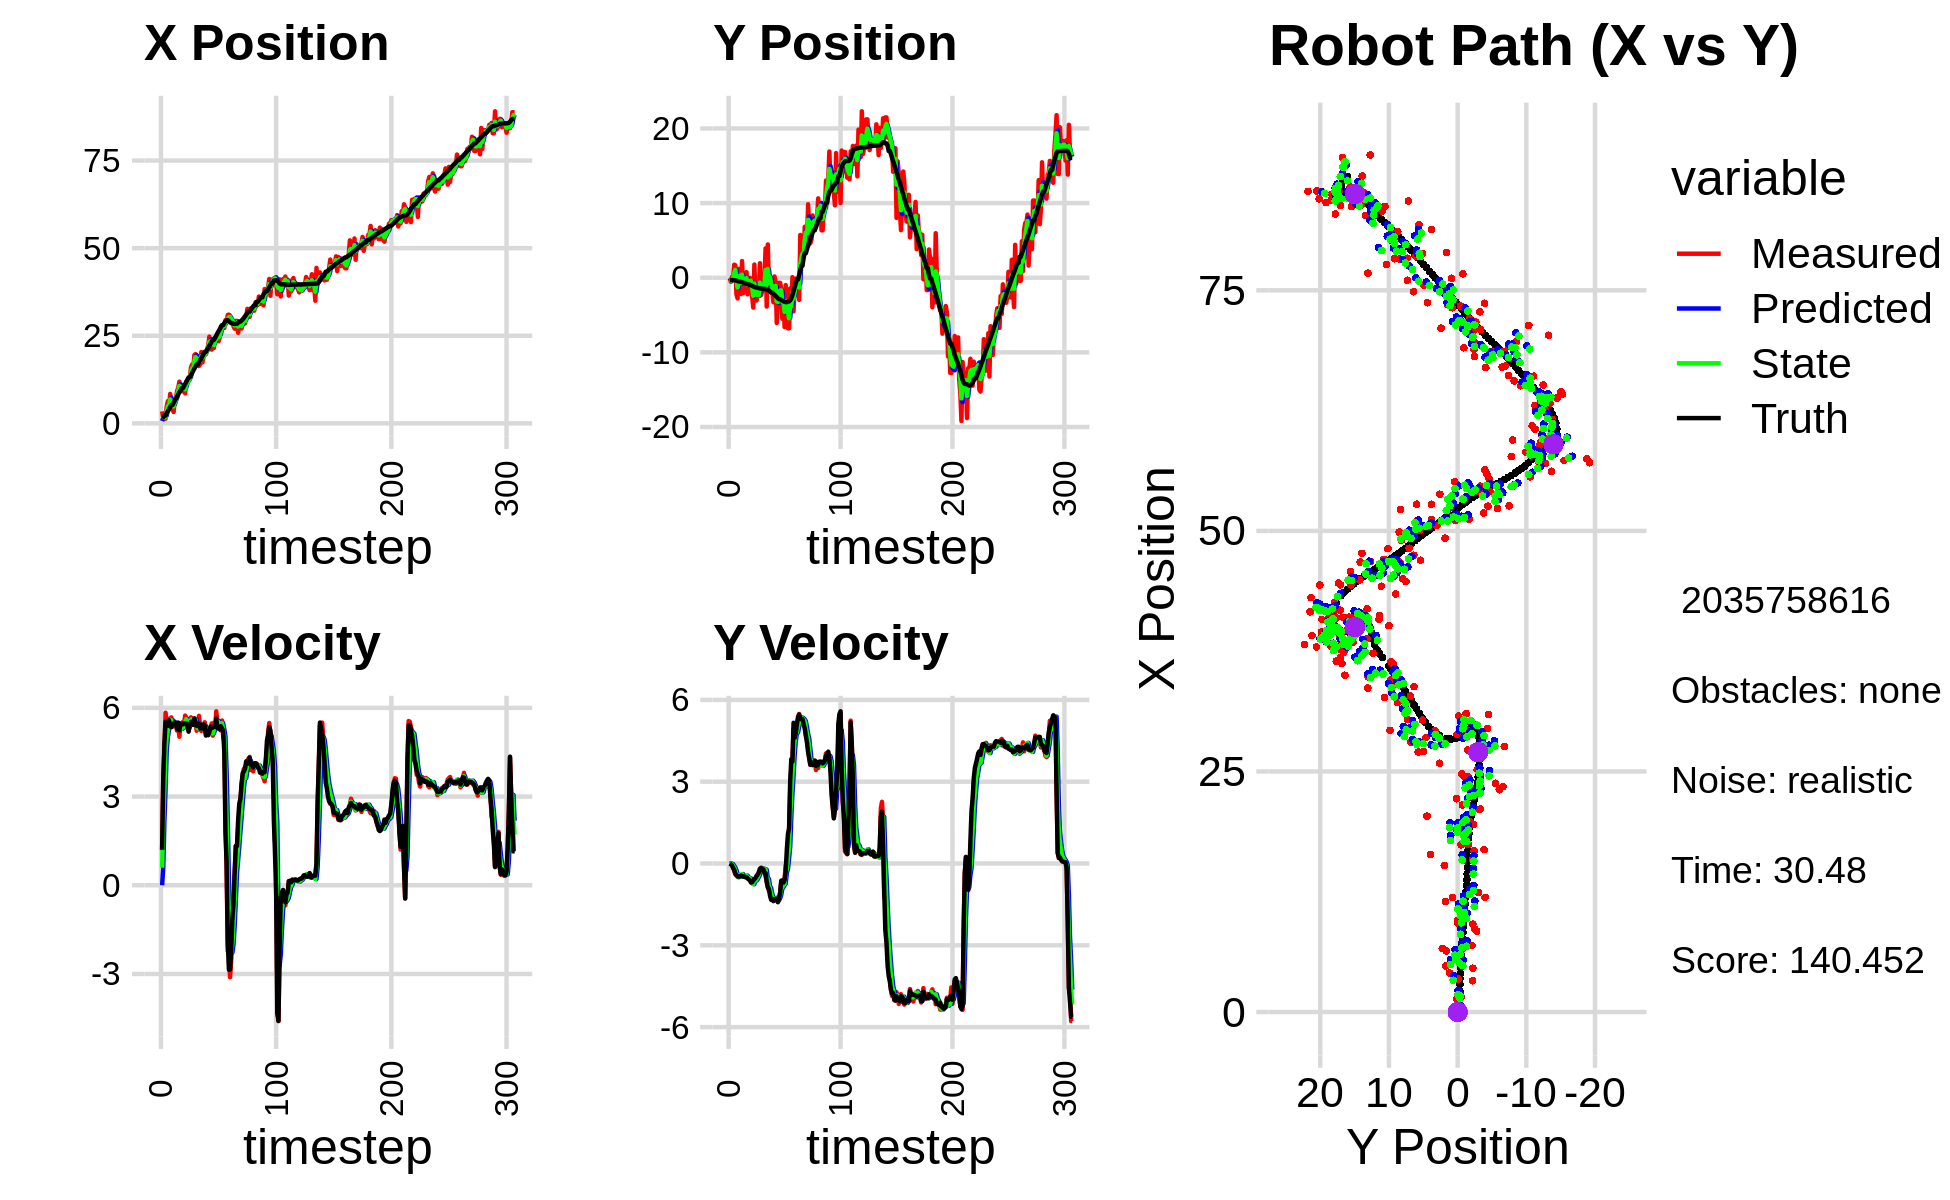 X Position
75
50
25
0
0
100
200
300
timestep
Y Position
20
10
0
-10
-20
0
100
200
300
timestep
X Velocity
6
3
0
-3
0
100
200
300
timestep
Y Velocity
6
3
0
-3
-6
0
100
200
300
timestep
Robot Path (X vs Y)
X Position
75
50
25
0
20 10 0 -10 -20
Y Position
variable
Measured
Predicted
State
Truth
2035758616
Obstacles: none
Noise: realistic
Time: 30.48
Score: 140.452